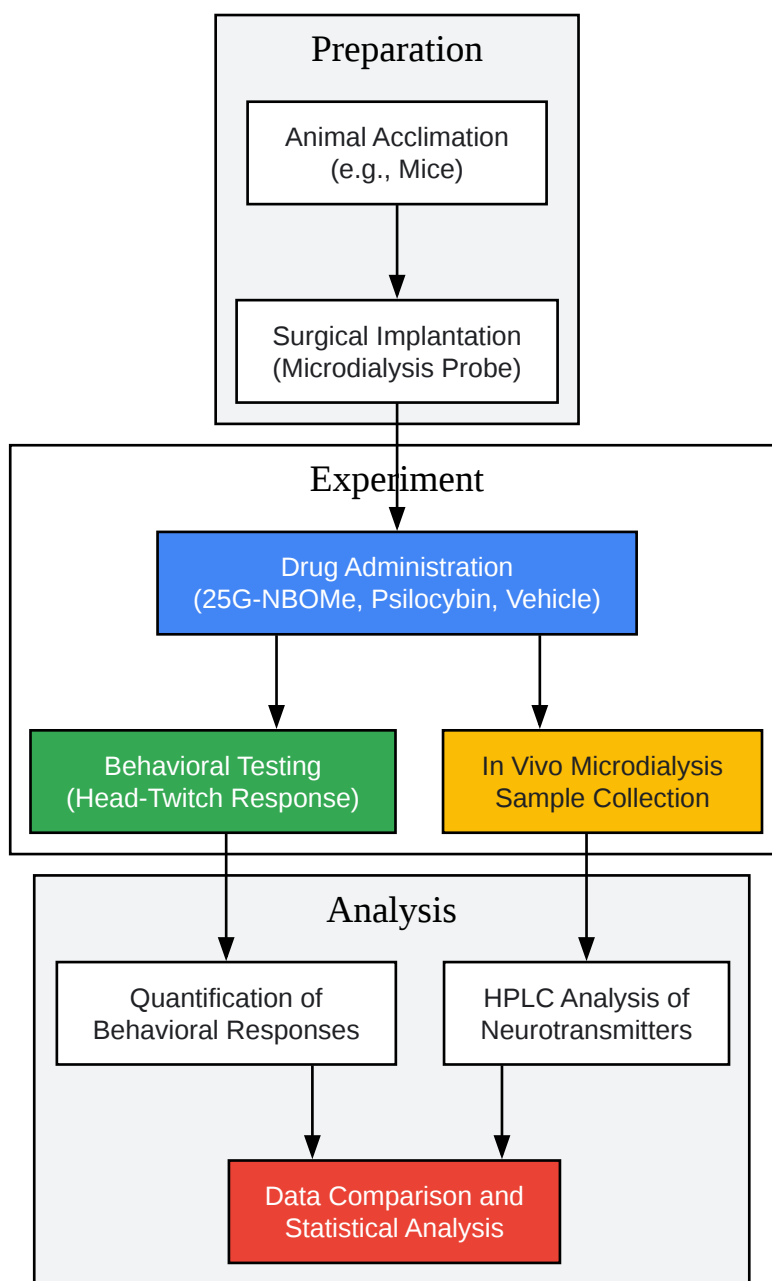 Preparation
Animal Acclimation
(e.g., Mice)
Surgical Implantation
(Microdialysis Probe)
Experiment
Drug Administration
(25G-NBOMe, Psilocybin, Vehicle)
Behavioral Testing
(Head-Twitch Response)
In Vivo Microdialysis
Sample Collection
Analysis
Quantification of
Behavioral Responses
HPLC Analysis of
Neurotransmitters
Data Comparison and
Statistical Analysis